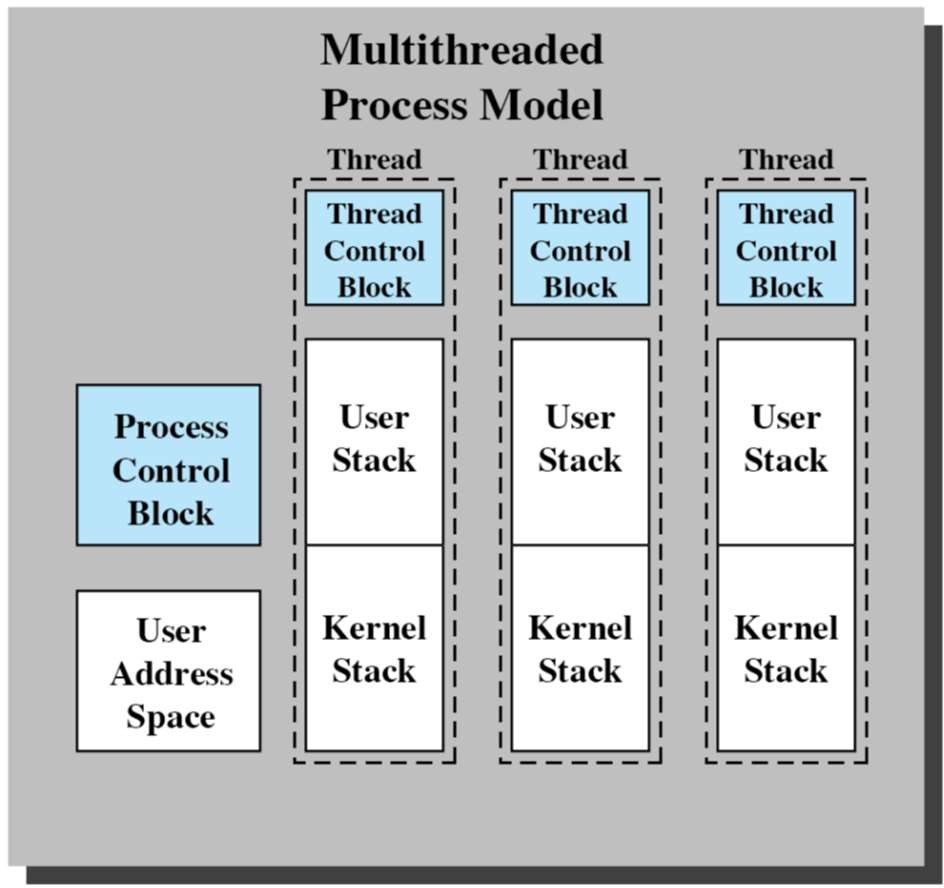 Multithreaded
Process Model
Thread
Thread
Control
Block
User
Stack
Kernel
Stack
Thread
Thread
Control
Block
User
Stack
Kernel
Stack
Thread
Thread
Control
Block
User
Stack
Kernel
Stack
Process
Control
Block
User
Address
Space